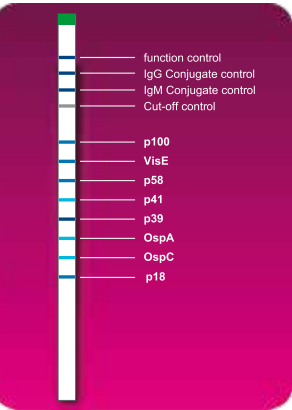 function control
IgG Conjugate control
IgM Conjugate control
Cut-off control
p100
VisE
p58
p41
p39
OspA
OspC
p18